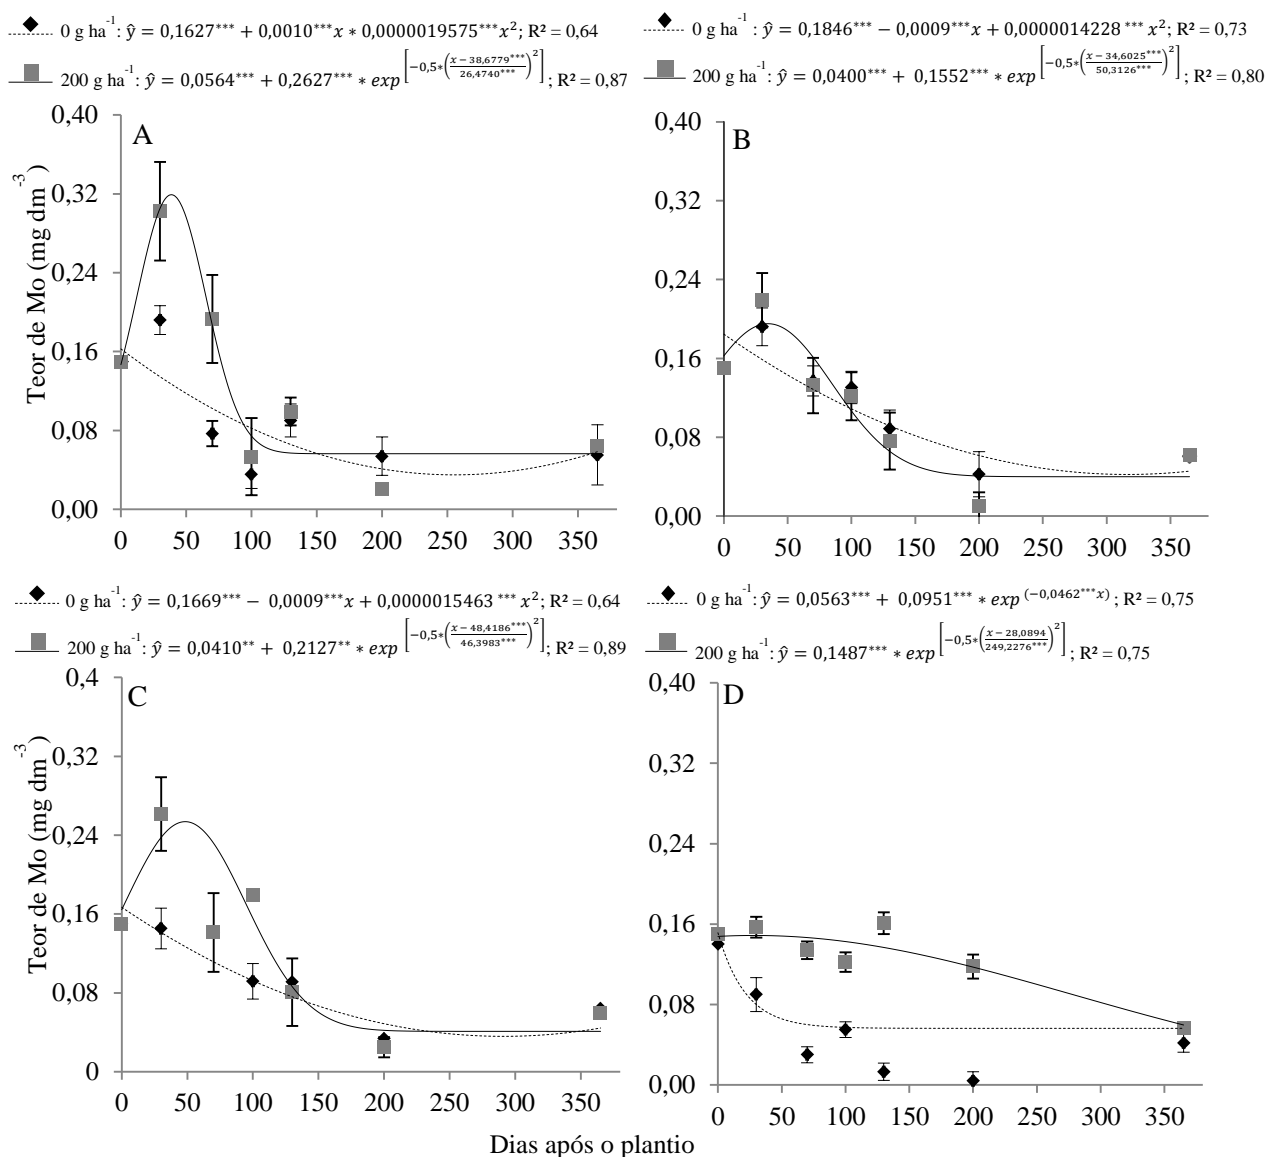 0 g ha⁻¹: ŷ = 0,1627*** + 0,0010***x * 0,0000019575***x²; R² = 0,64
200 g ha⁻¹: ŷ = 0,0564*** + 0,2627*** * exp[−0,5*((x − 38,6779***)/26,4740***)²]; R² = 0,87
0 g ha⁻¹: ŷ = 0,1846*** − 0,0009***x + 0,0000014228 *** x²; R² = 0,73
200 g ha⁻¹: ŷ = 0,0400*** + 0,1552*** * exp[−0,5*((x − 34,6025***)/50,3126***)²]; R² = 0,80
A
Teor de Mo (mg dm⁻³)
0,40
0,32
0,24
0,16
0,08
0,00
0 50 100 150 200 250 300 350
B
0,40
0,32
0,24
0,16
0,08
0,00
0 50 100 150 200 250 300 350
0 g ha⁻¹: ŷ = 0,1669*** − 0,0009***x + 0,0000015463 *** x²; R² = 0,64
200 g ha⁻¹: ŷ = 0,0410** + 0,2127** * exp[−0,5*((x − 48,4186***)/46,3983***)²]; R² = 0,89
0 g ha⁻¹: ŷ = 0,0563*** + 0,0951*** * exp(−0,0462***x); R² = 0,75
200 g ha⁻¹: ŷ = 0,1487*** * exp[−0,5*((x − 28,0894)/249,2276***)²]; R² = 0,75
C
Teor de Mo (mg dm⁻³)
0,4
0,32
0,24
0,16
0,08
0
0 50 100 150 200 250 300 350
D
0,40
0,32
0,24
0,16
0,08
0,00
0 50 100 150 200 250 300 350
Dias após o plantio